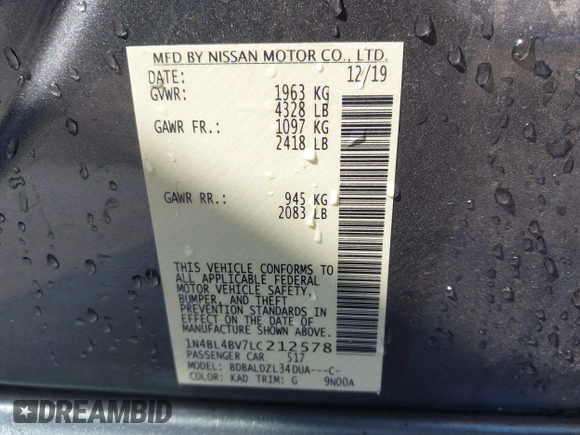 MFD BY NISSAN MOTOR CO., LTD.
DATE: 12/19
GVWR: 1963 KG
4328 LB
GAWR FR.: 1097 KG
2418 LB
GAWR RR.: 945 KG
2083 LB
THIS VEHICLE CONFORMS TO
ALL APPLICABLE FEDERAL
MOTOR VEHICLE SAFETY,
BUMPER, AND THEFT
PREVENTION STANDARDS IN
EFFECT ON THE DATE OF
MANUFACTURE SHOWN ABOVE.
1N4BL4BV7LC212578
PASSENGER CAR 517
MODEL: BDBALDZL34DUA---C-
COLOR: KAD TRIM: G 9N00A
DREAMBID